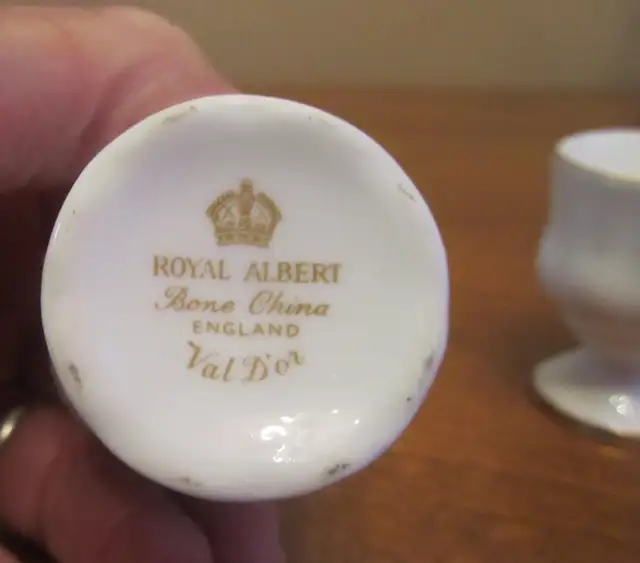 ROYAL ALBERT
Bone China
ENGLAND
Val D'or